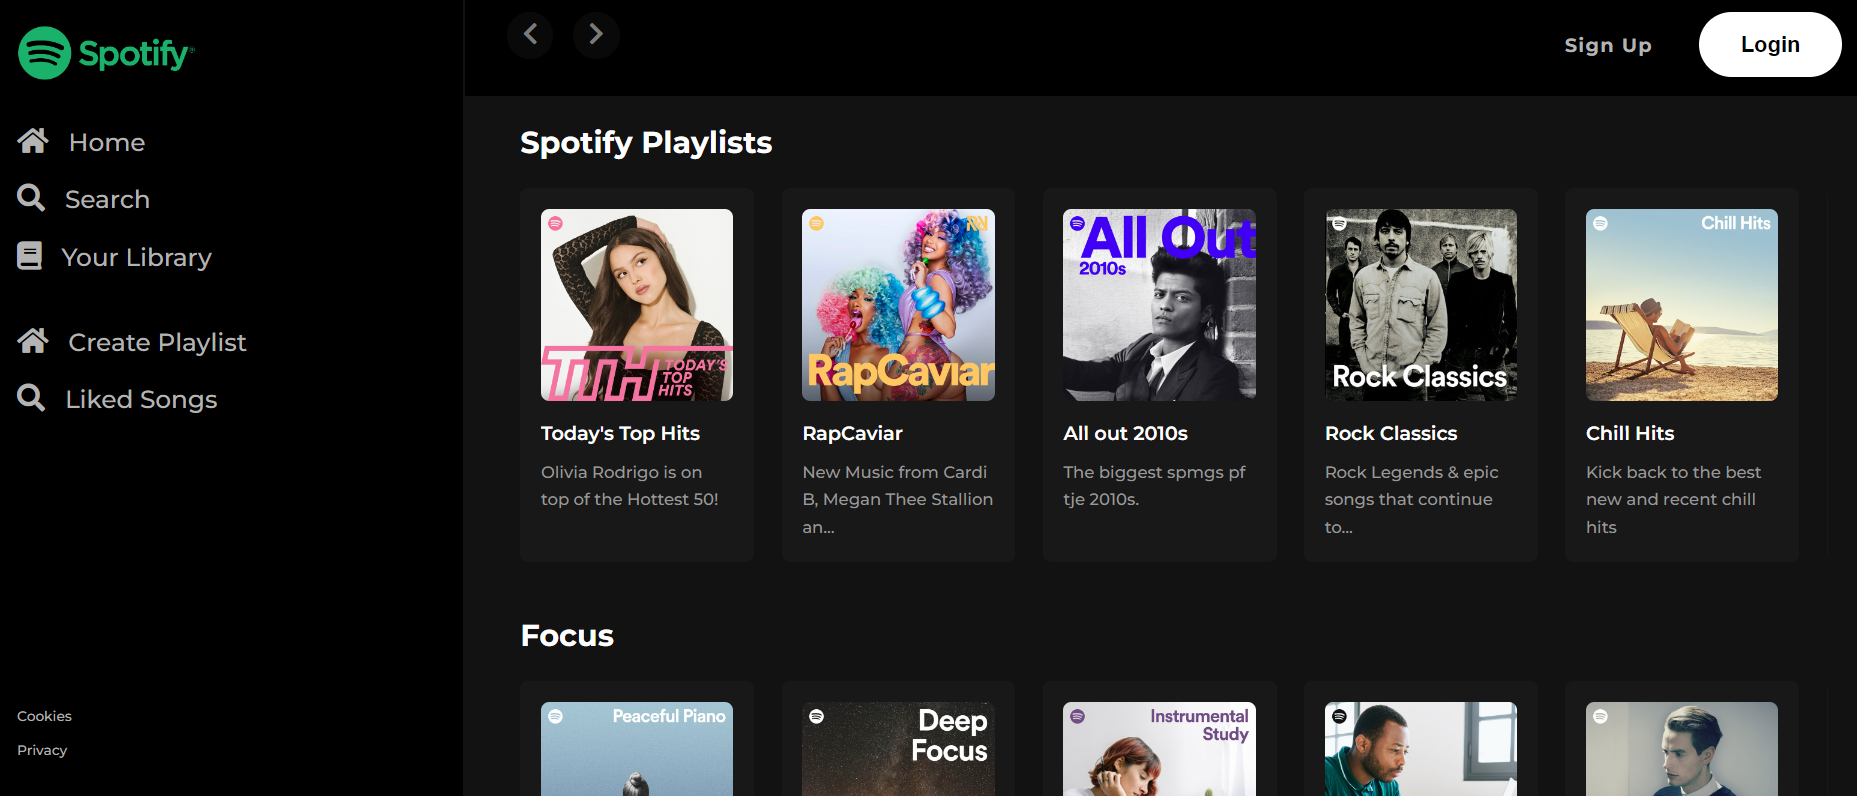 Spotify
Home
Search
Your Library
Create Playlist
Liked Songs
Cookies
Privacy
Sign Up
Login
Spotify Playlists
TTH TODAY'S
TOP
HITS
Today's Top Hits
Olivia Rodrigo is on
top of the Hottest 50!
RapCaviar
RapCaviar
New Music from Cardi
B, Megan Thee Stallion
an...
All Out
2010s
All out 2010s
The biggest spmgs pf
tje 2010s.
Rock Classics
Rock Classics
Rock Legends & epic
songs that continue
to...
Chill Hits
Chill Hits
Kick back to the best
new and recent chill
hits
Focus
Peaceful Piano
Deep
Focus
Instrumental
Study